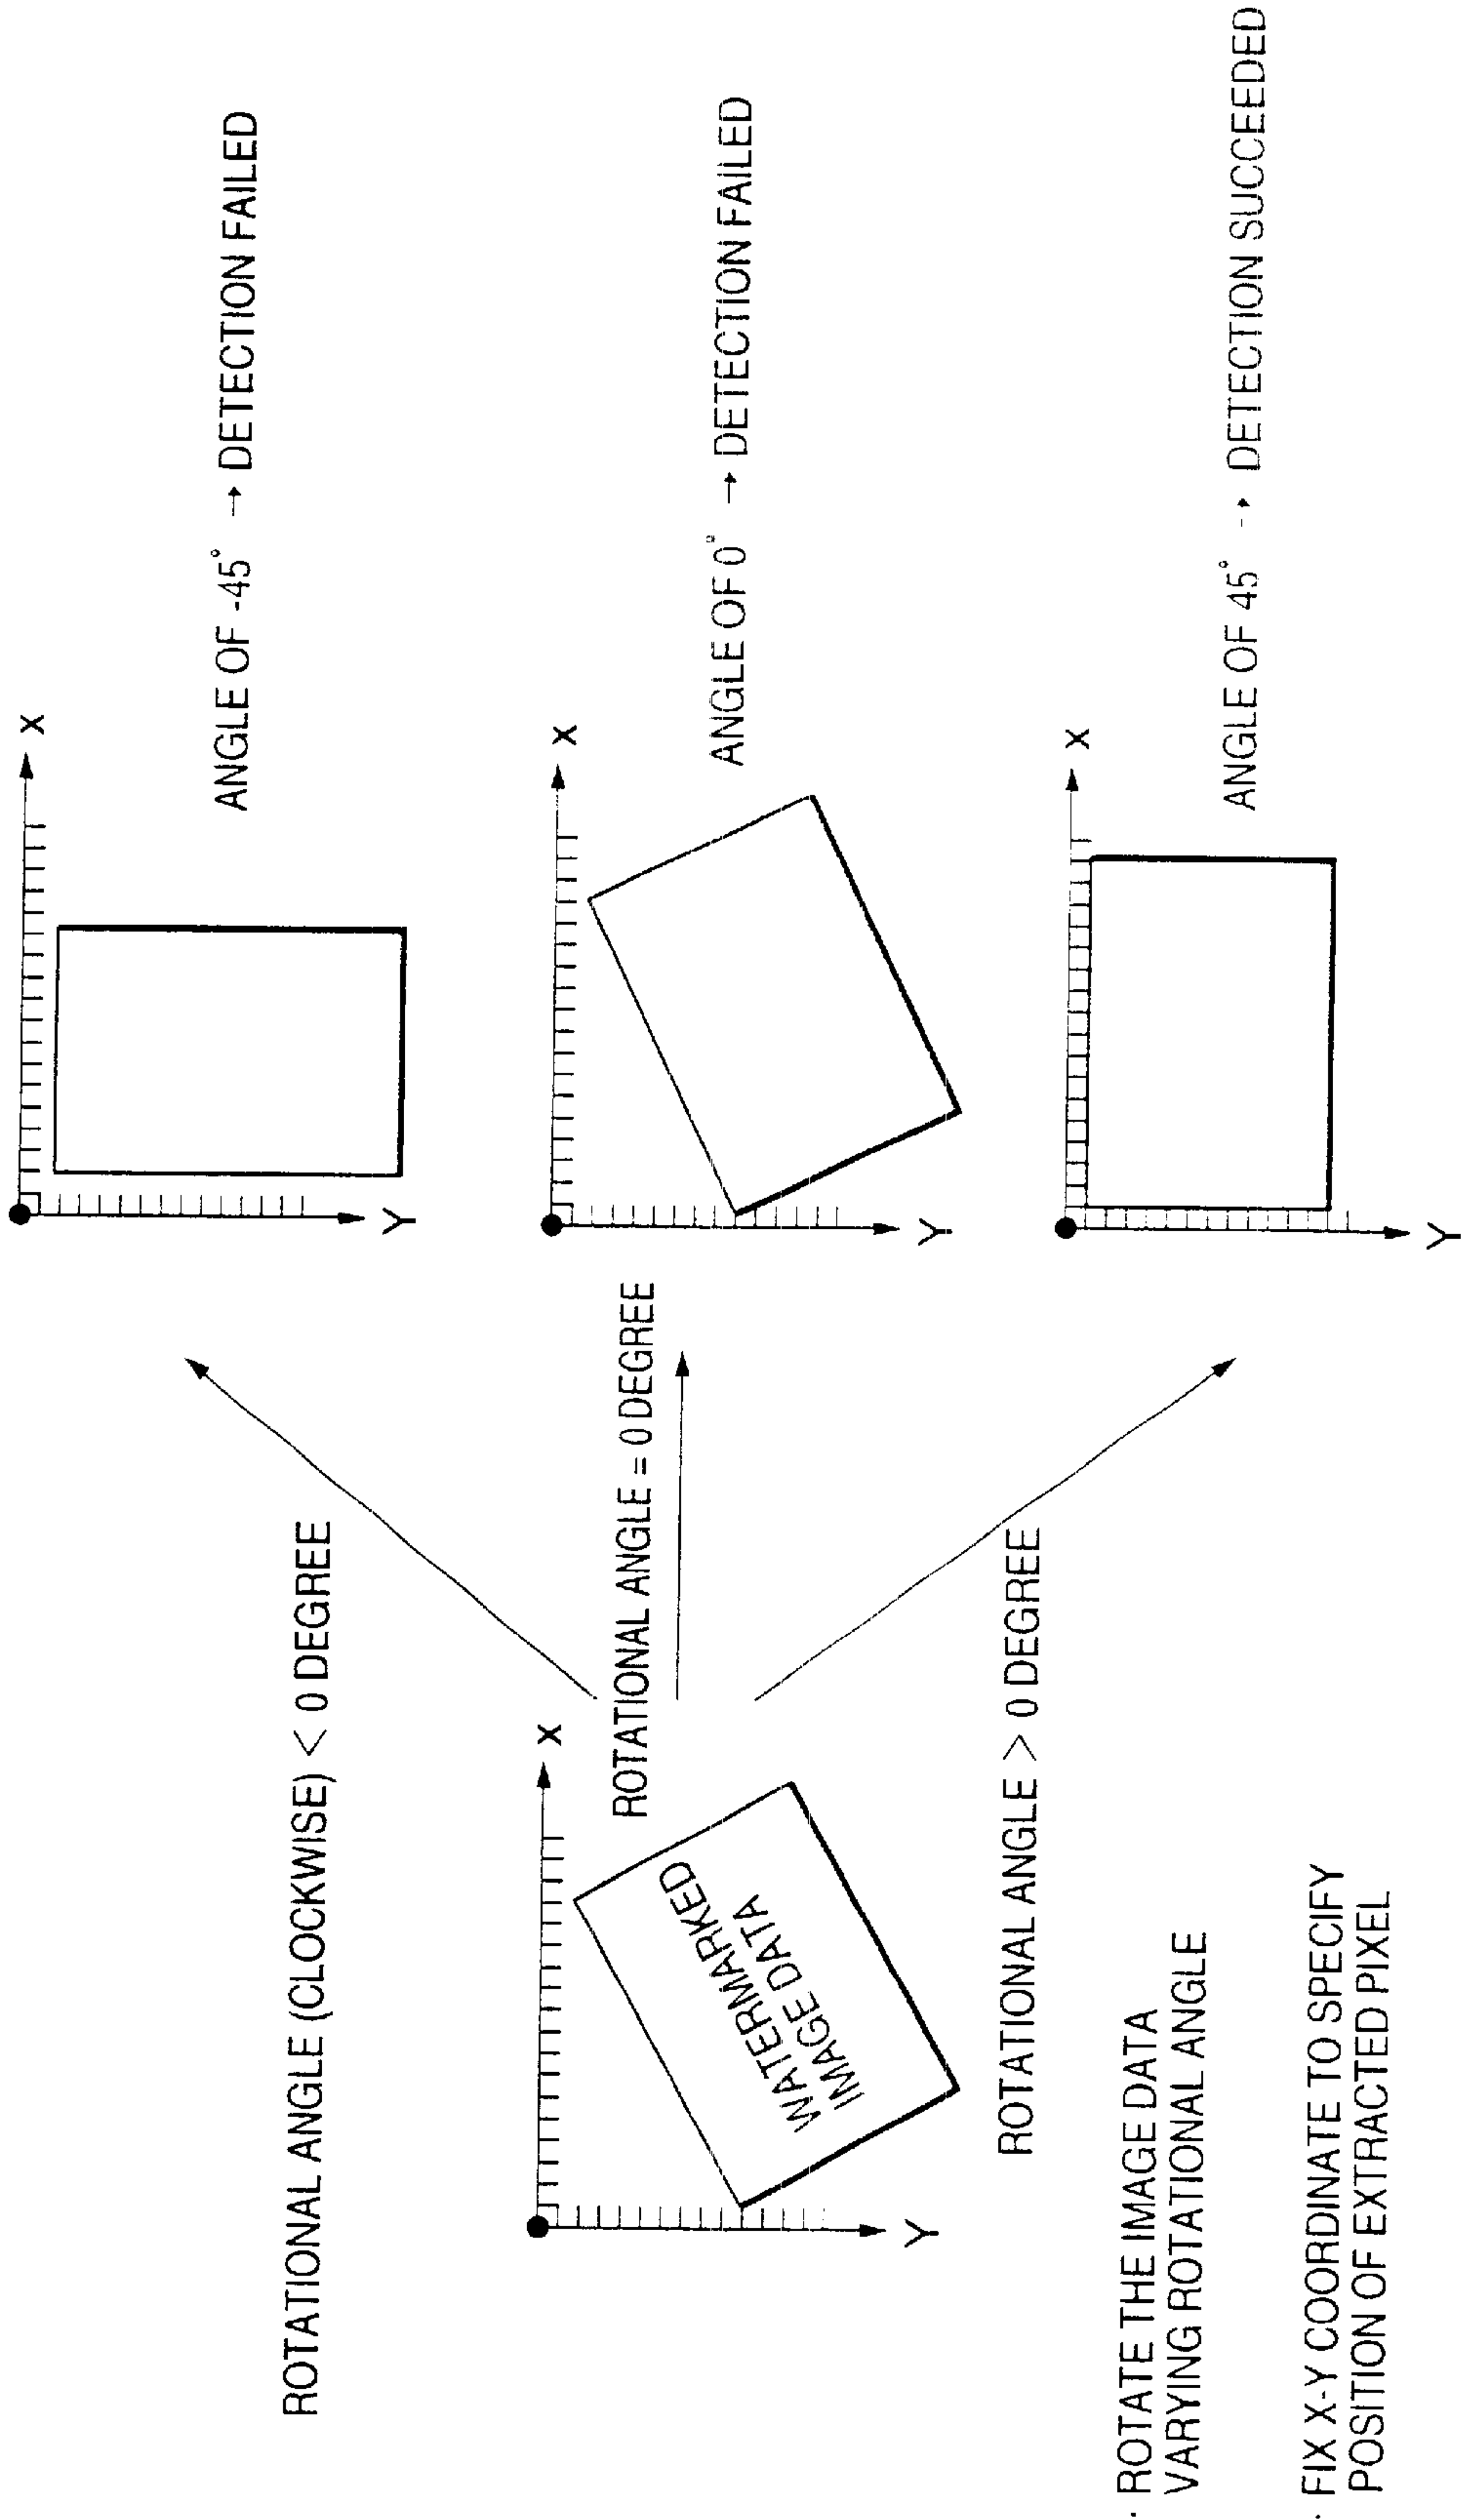 ROTATIONAL ANGLE (CLOCKWISE) < 0 DEGREE
X
Y
WATERMARKED
IMAGE DATA
ROTATIONAL ANGLE = 0 DEGREE
ROTATIONAL ANGLE > 0 DEGREE
· ROTATE THE IMAGE DATA
VARYING ROTATIONAL ANGLE
· FIX X-Y COORDINATE TO SPECIFY
POSITION OF EXTRACTED PIXEL
X
Y
ANGLE OF -45° → DETECTION FAILED
X
Y
ANGLE OF 0° → DETECTION FAILED
X
Y
ANGLE OF 45° → DETECTION SUCCEEDED